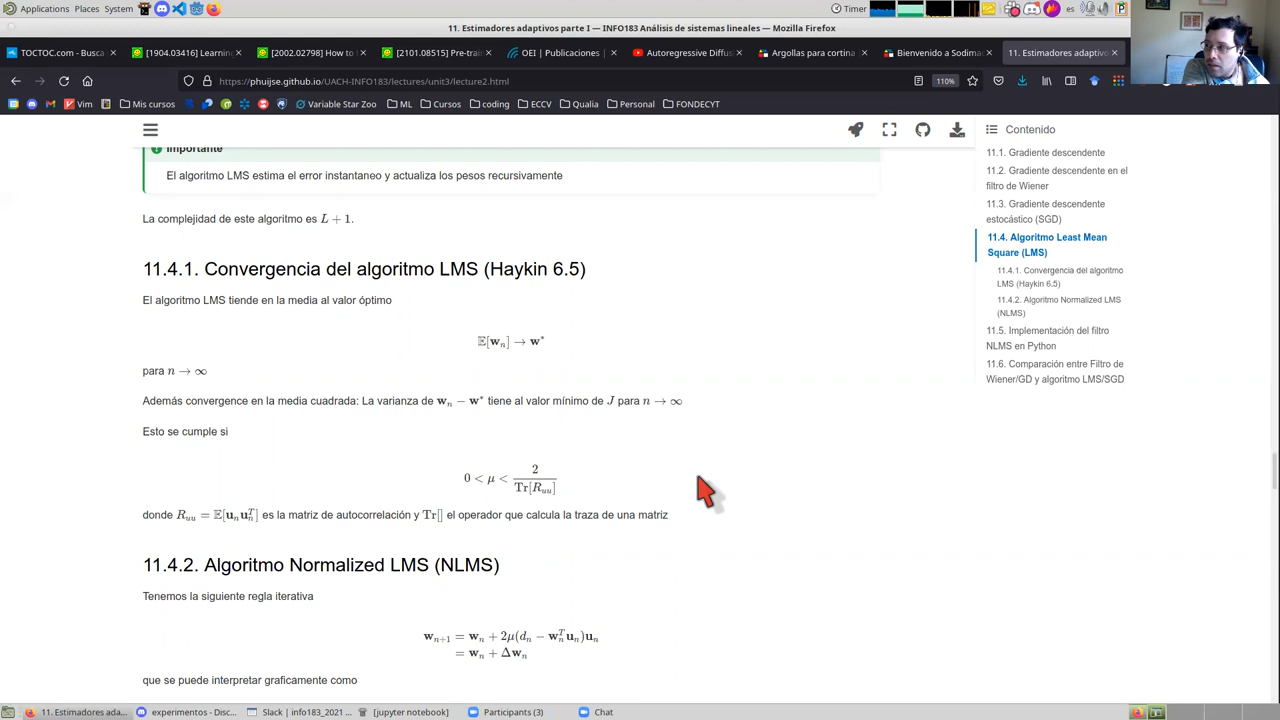 Applications Places System Timer es
11. Estimadores adaptivos parte I — INFO183 Análisis de sistemas lineales — Mozilla Firefox
TOCTOC.com - Busca
[1904.03416] Learnin
[2002.02798] How to
[2101.08571] Pre-trai
OEI | Publicaciones
Autoregressive Diffus
Argollas para cortina
Bienvenido a Sodima
11. Estimadores adaptivo
https://phuijse.github.io/UACH-INFO183/lectures/unit3/lecture2.html
110%
Vim
Mis cursos
Variable Star Zoo
ML
Cursos
coding
ECCV
Qualia
Personal
FONDECYT
Importante
El algoritmo LMS estima el error instantaneo y actualiza los pesos recursivamente
La complejidad de este algoritmo es L + 1.
11.4.1. Convergencia del algoritmo LMS (Haykin 6.5)
El algoritmo LMS tiende en la media al valor óptimo
𝔼[w_n] → w*
para n → ∞
Además convergence en la media cuadrada: La varianza de w_n − w* tiene al valor mínimo de J para n → ∞
Esto se cumple si
0 < μ < 2 / Tr[R_uu]
donde R_uu = 𝔼[u_n u_n^T] es la matriz de autocorrelación y Tr[] el operador que calcula la traza de una matriz
11.4.2. Algoritmo Normalized LMS (NLMS)
Tenemos la siguiente regla iterativa
w_{n+1} = w_n + 2μ(d_n − w_n^T u_n)u_n
= w_n + Δw_n
que se puede interpretar graficamente como
Contenido
11.1. Gradiente descendente
11.2. Gradiente descendente en el
filtro de Wiener
11.3. Gradiente descendente
estocástico (SGD)
11.4. Algoritmo Least Mean
Square (LMS)
11.4.1. Convergencia del algoritmo
LMS (Haykin 6.5)
11.4.2. Algoritmo Normalized LMS
(NLMS)
11.5. Implementación del filtro
NLMS en Python
11.6. Comparación entre Filtro de
Wiener/GD y algoritmo LMS/SGD
11. Estimadores ada...
experimentos - Disc...
Slack | info183_2021 ...
[jupyter notebook]
Participants (3)
Chat